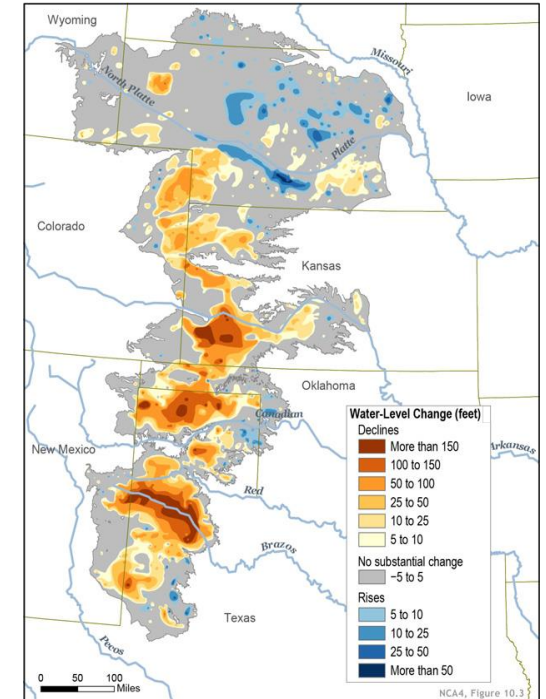 Wyoming
Missouri
North Platte
Iowa
Platte
Colorado
Kansas
Oklahoma
Canadian
Water-Level Change (feet)
Declines
More than 150
100 to 150
50 to 100
25 to 50
10 to 25
5 to 10
No substantial change
−5 to 5
Rises
5 to 10
10 to 25
25 to 50
More than 50
New Mexico
Arkansas
Red
Brazos
Texas
Pecos
0 50 100
Miles
NCA4, Figure 10.3